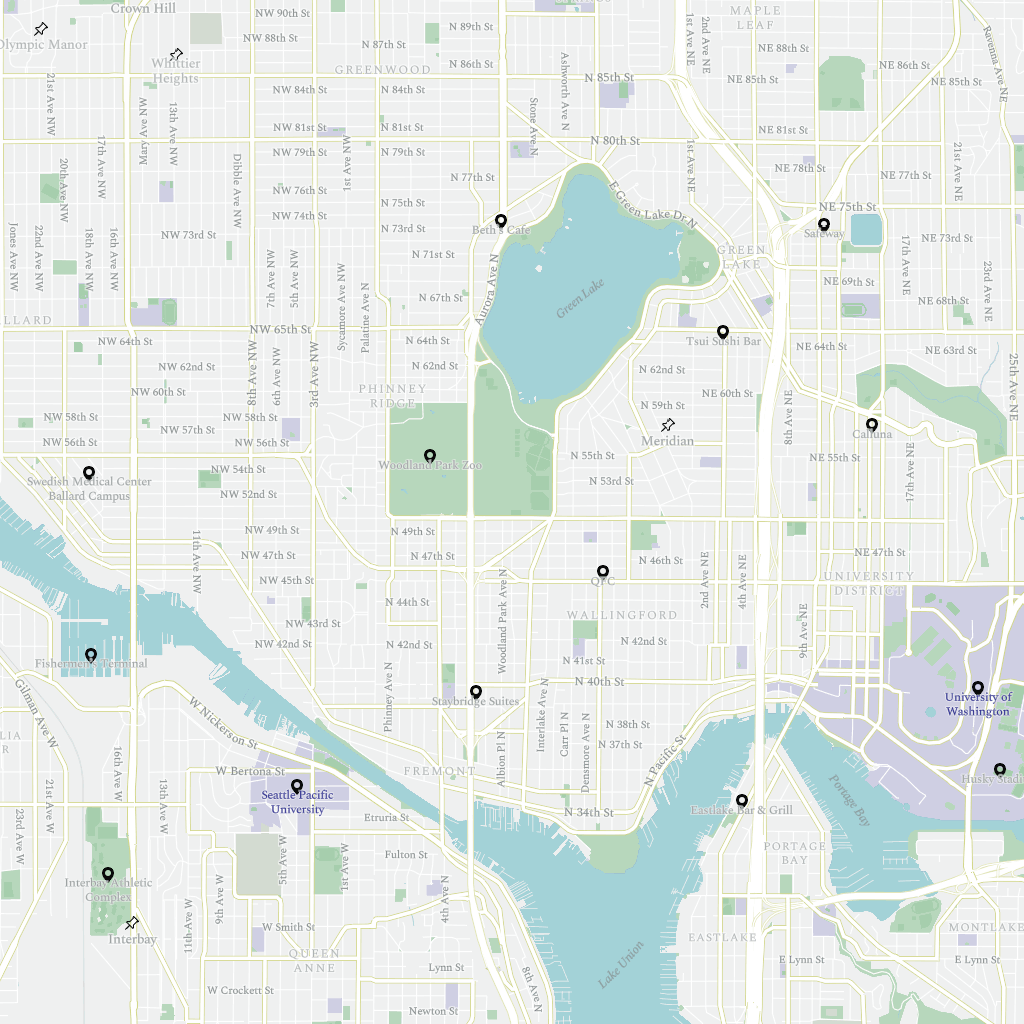 Crown Hill
NW 90th St
N 89th St
MAPLE
LEAF
1st Ave NE
2nd Ave NE
Ravenna Ave NE
Olympic Manor
NW 88th St
N 87th St
NE 88th St
Whittier
Heights
GREENWOOD
N 86th St
NE 86th St
N 85th St
NE 85th St
NE 85th St
21st Ave NW
NW 84th St
N 84th St
Ashworth Ave N
Stone Ave N
Mary Ave NW
13th Ave NW
17th Ave NW
NW 81st St
N 81st St
NE 81st St
N 80th St
NW 79th St
N 79th St
1st Ave NW
1st Ave NE
21st Ave NE
20th Ave NW
Dibble Ave NW
N 77th St
NE 78th St
NE 77th St
NW 76th St
E Green Lake Dr N
N 75th St
NE 75th St
NW 74th St
N 73rd St
Beth's Cafe
Safeway
Jones Ave NW
22nd Ave NW
18th Ave NW
16th Ave NW
NW 73rd St
NE 73rd St
17th Ave NE
N 71st St
GREEN
LAKE
7th Ave NW
5th Ave NW
Sycamore Ave NW
Palatine Ave N
Aurora Ave N
Green Lake
NE 69th St
23rd Ave NE
N 67th St
NE 68th St
ALLARD
NW 65th St
NW 64th St
N 64th St
Tsui Sushi Bar
NE 64th St
NE 63rd St
8th Ave NW
6th Ave NW
3rd Ave NW
NW 62nd St
N 62nd St
N 62nd St
25th Ave NE
NW 60th St
PHINNEY
RIDGE
NE 60th St
8th Ave NE
N 59th St
NW 58th St
NW 58th St
NW 57th St
Meridian
Calluna
NW 56th St
NW 56th St
N 55th St
NE 55th St
Woodland Park Zoo
NW 54th St
17th Ave NE
Swedish Medical Center
Ballard Campus
N 53rd St
NW 52nd St
NW 49th St
N 49th St
11th Ave NW
NW 47th St
N 47th St
N 46th St
NE 47th St
2nd Ave NE
4th Ave NE
NW 45th St
QFC
UNIVERSITY
DISTRICT
N 44th St
Woodland Park Ave N
WALLINGFORD
9th Ave NE
NW 43rd St
NW 42nd St
N 42nd St
N 42nd St
Fishermen's Terminal
N 41st St
Phinney Ave N
N 40th St
Staybridge Suites
Interlake Ave N
University of
Washington
Gilman Ave W
W Nickerson St
Carr Pl N
Densmore Ave N
N 38th St
N 37th St
N Pacific St
LIA
R
16th Ave W
Albion Pl N
FREMONT
W Bertona St
Husky Stadi
21st Ave W
13th Ave W
Seattle Pacific
University
Portage Bay
23rd Ave W
Etruria St
N 34th St
Eastlake Bar & Grill
5th Ave W
Fulton St
1st Ave W
PORTAGE
BAY
Interbay Athletic
Complex
9th Ave W
4th Ave N
11th Ave W
W Smith St
Interbay
EASTLAKE
MONTLAKE
QUEEN
ANNE
Lynn St
8th Ave N
Lake Union
E Lynn St
E Lynn St
W Crockett St
Newton St